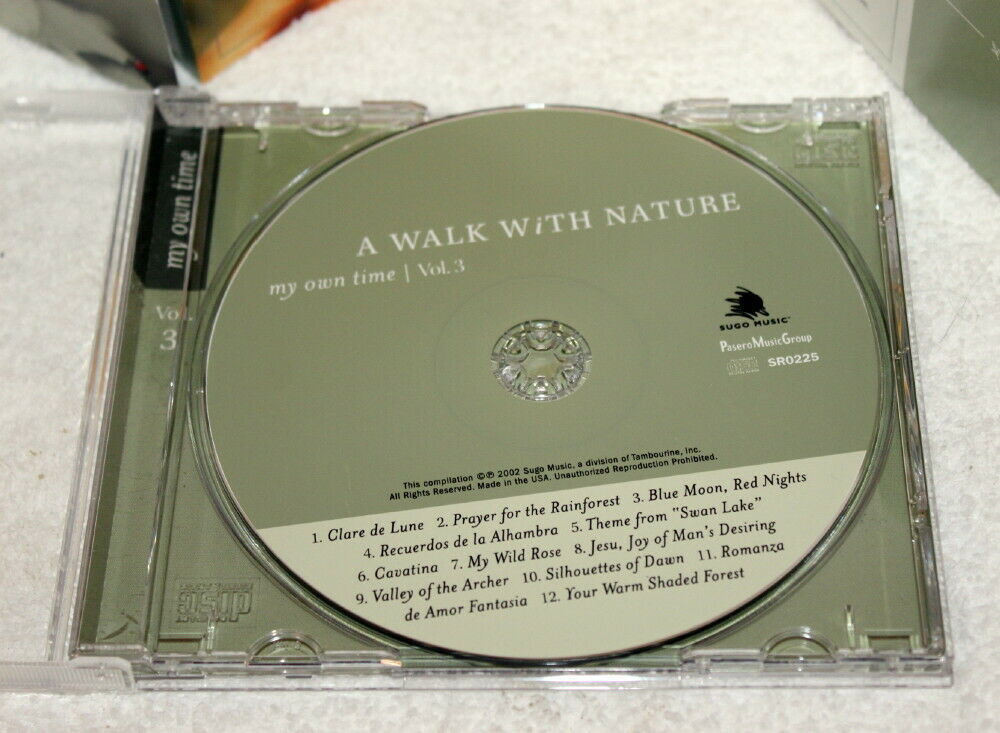 my own time
Vol.
3
A WALK WiTH NATURE
my own time | Vol. 3
SUGO MUSIC™
PaseroMusicGroup
SR0225
This compilation ©℗ 2002 Sugo Music, a division of Tambourine, Inc.
All Rights Reserved. Made in the USA. Unauthorized Reproduction Prohibited.
1. Clare de Lune 2. Prayer for the Rainforest 3. Blue Moon, Red Nights
4. Recuerdos de la Alhambra 5. Theme from “Swan Lake”
6. Cavatina 7. My Wild Rose 8. Jesu, Joy of Man's Desiring
9. Valley of the Archer 10. Silhouettes of Dawn 11. Romanza
de Amor Fantasia 12. Your Warm Shaded Forest